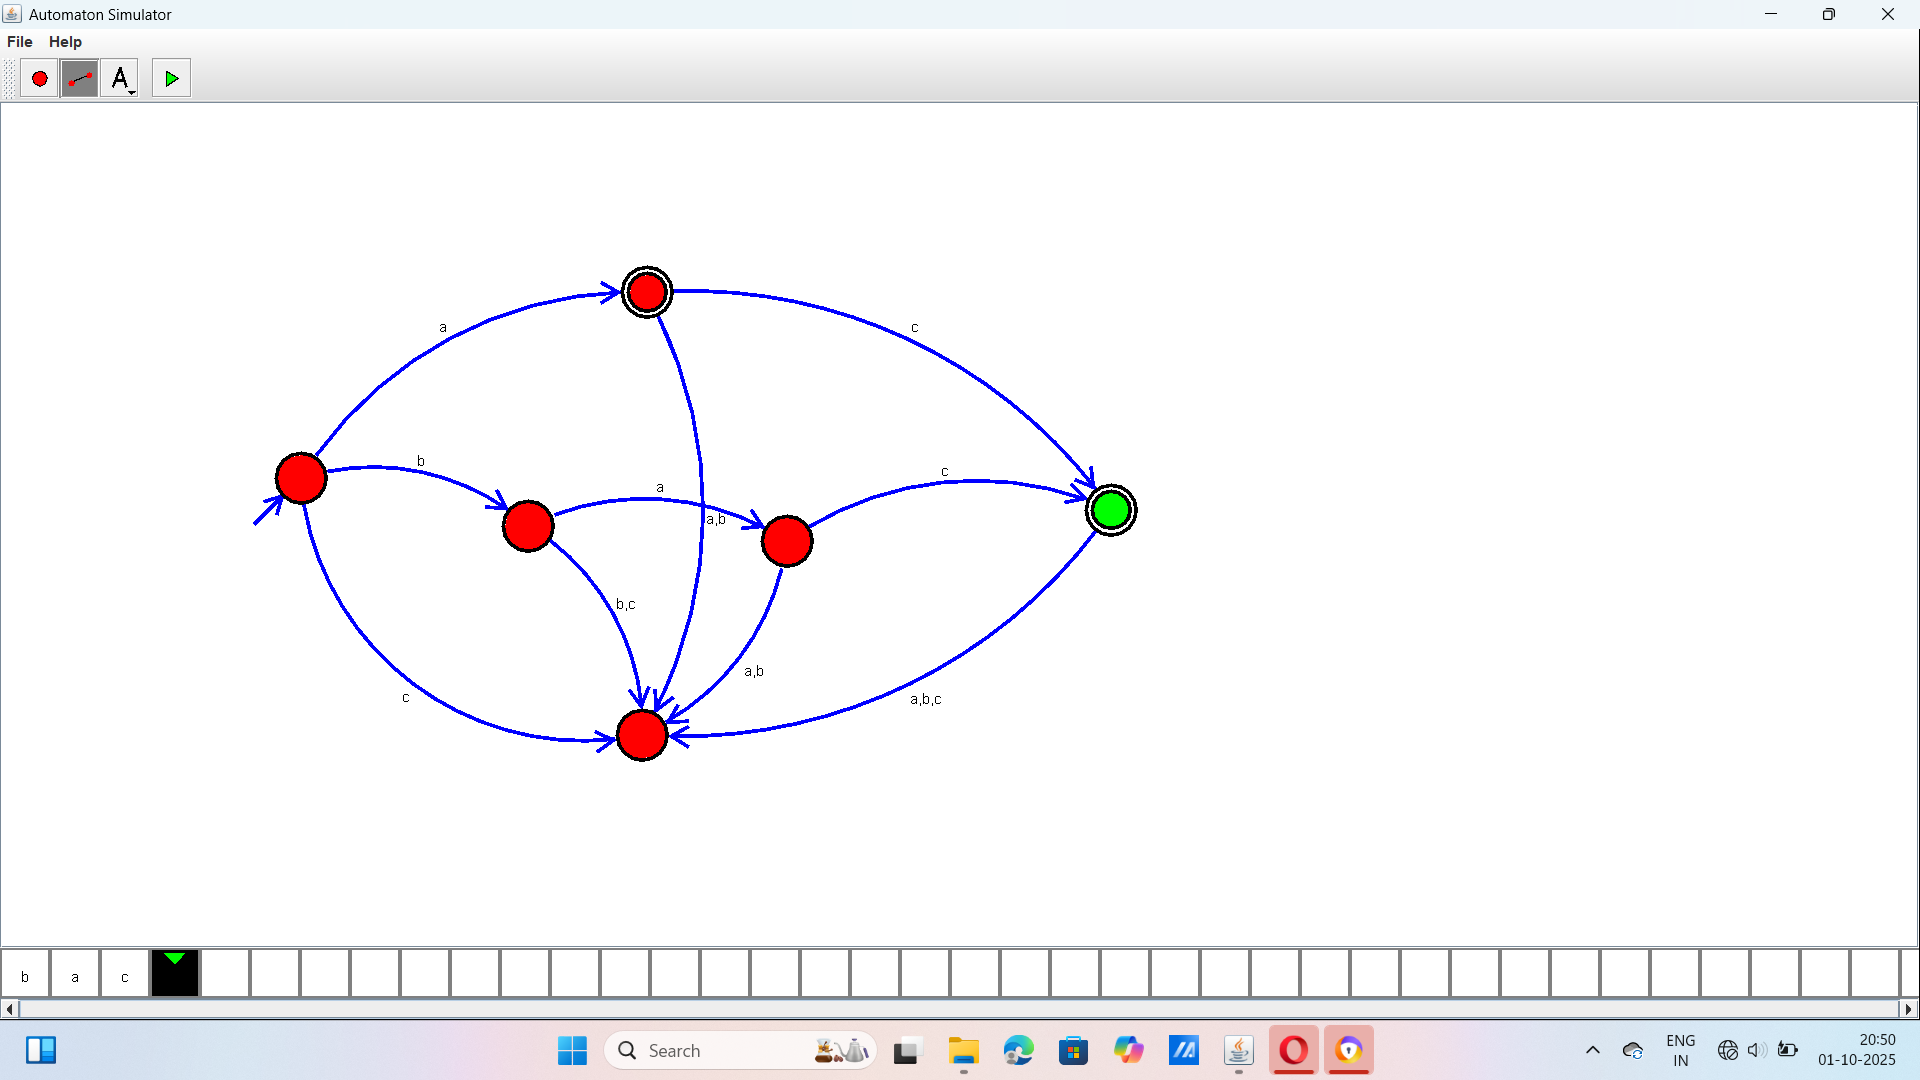 Automaton Simulator
File Help
A
a
c
b
a
c
a,b
b,c
a,b
c
a,b,c
b a c
Search
ENG
IN
20:50
01-10-2025